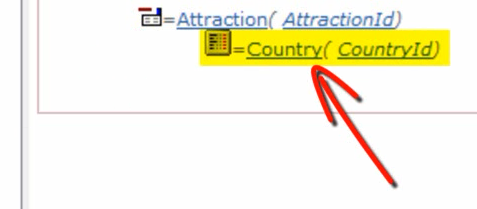 =Attraction( AttractionId)
=Country( CountryId)